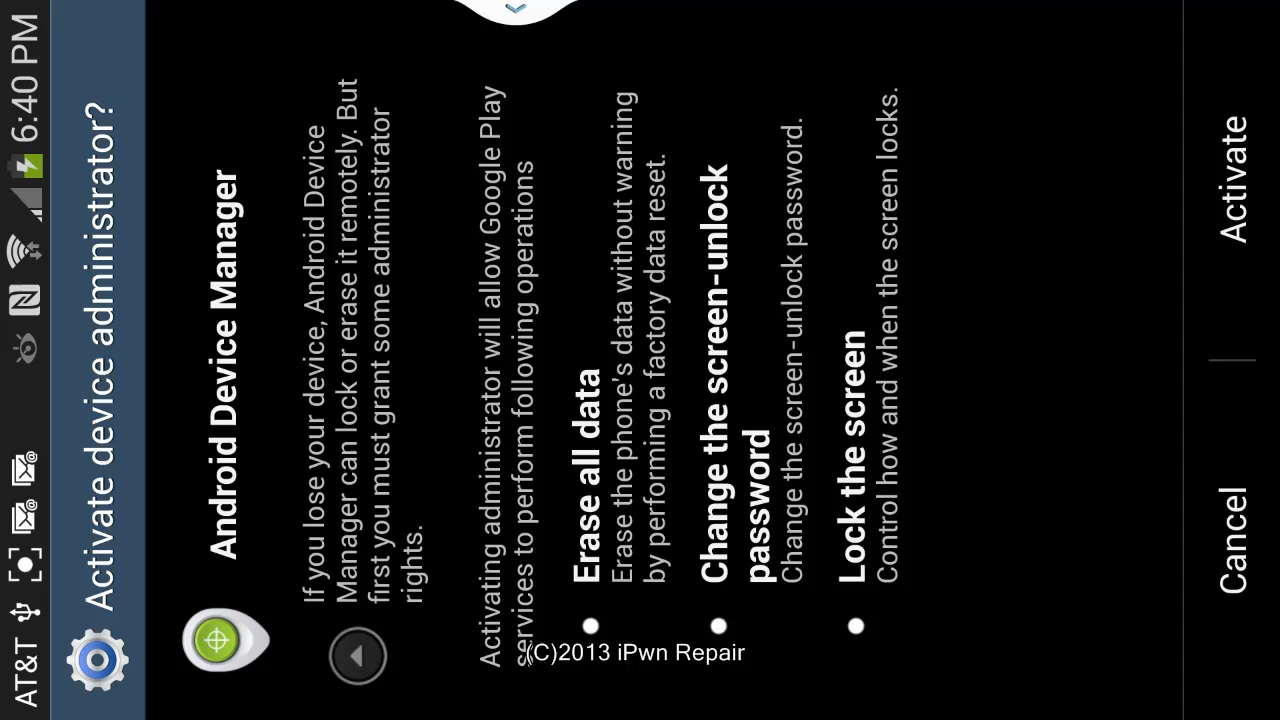 AT&T 6:40 PM
Activate device administrator?
Android Device Manager
If you lose your device, Android Device
Manager can lock or erase it remotely. But
first you must grant some administrator
rights.
Activating administrator will allow Google Play
services to perform following operations
Erase all data
Erase the phone's data without warning
by performing a factory data reset.
Change the screen-unlock
password
Change the screen-unlock password.
Lock the screen
Control how and when the screen locks.
Cancel
Activate
(C)2013 iPwn Repair